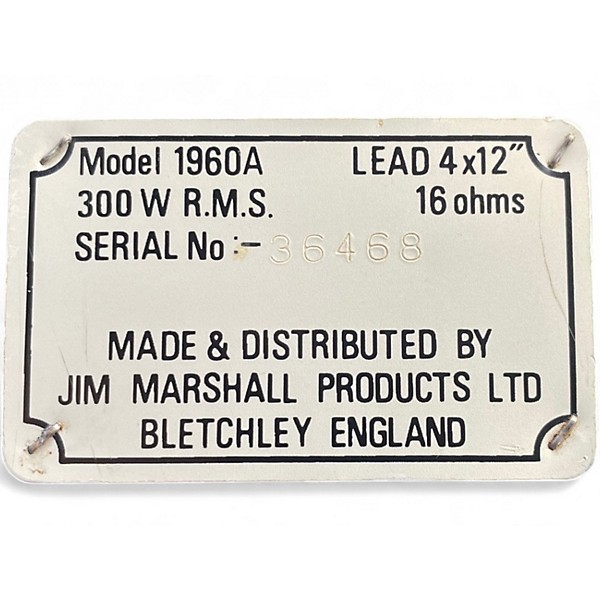 Model 1960A LEAD 4x12”
300 W R.M.S. 16 ohms
SERIAL No :- 36468
MADE & DISTRIBUTED BY
JIM MARSHALL PRODUCTS LTD
BLETCHLEY ENGLAND